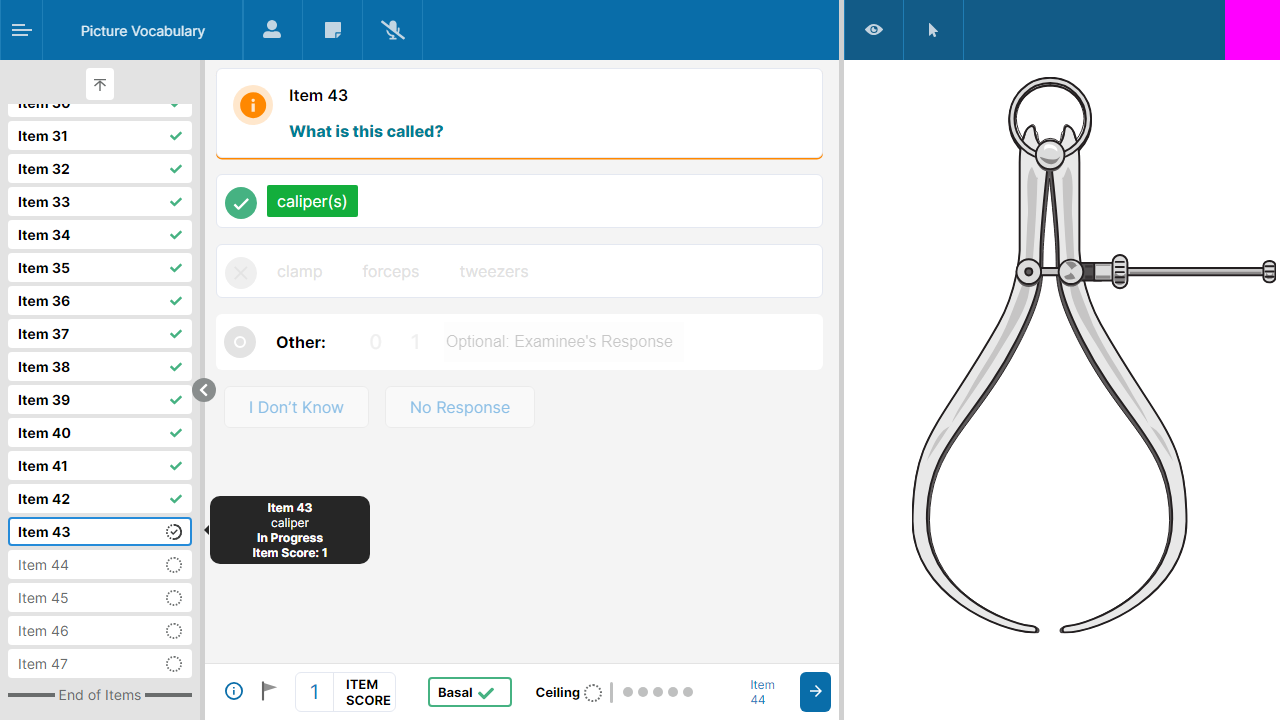 Picture Vocabulary
Item 30
Item 31
Item 32
Item 33
Item 34
Item 35
Item 36
Item 37
Item 38
Item 39
Item 40
Item 41
Item 42
Item 43
Item 44
Item 45
Item 46
Item 47
End of Items
Item 43
What is this called?
caliper(s)
clamp forceps tweezers
Other: 0 1 Optional: Examinee's Response
I Don't Know No Response
Item 43
caliper
In Progress
Item Score: 1
1 ITEM SCORE
Basal
Ceiling
Item 44